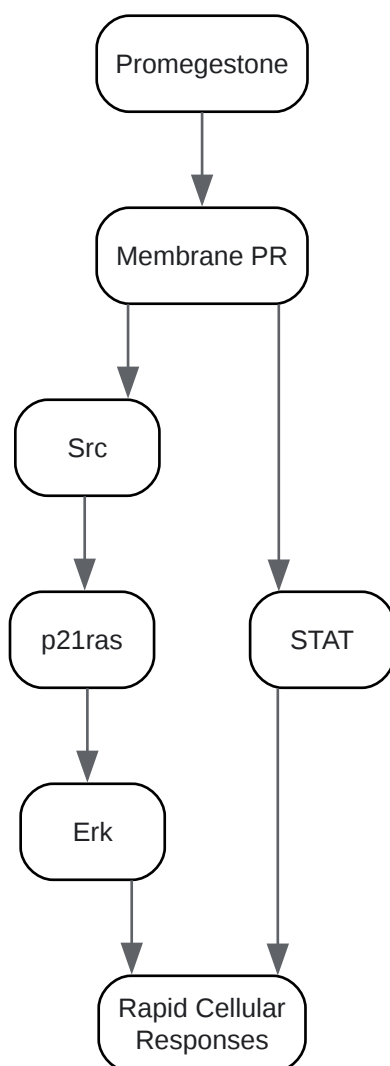 Promegestone
Membrane PR
Src
p21ras
STAT
Erk
Rapid Cellular
Responses